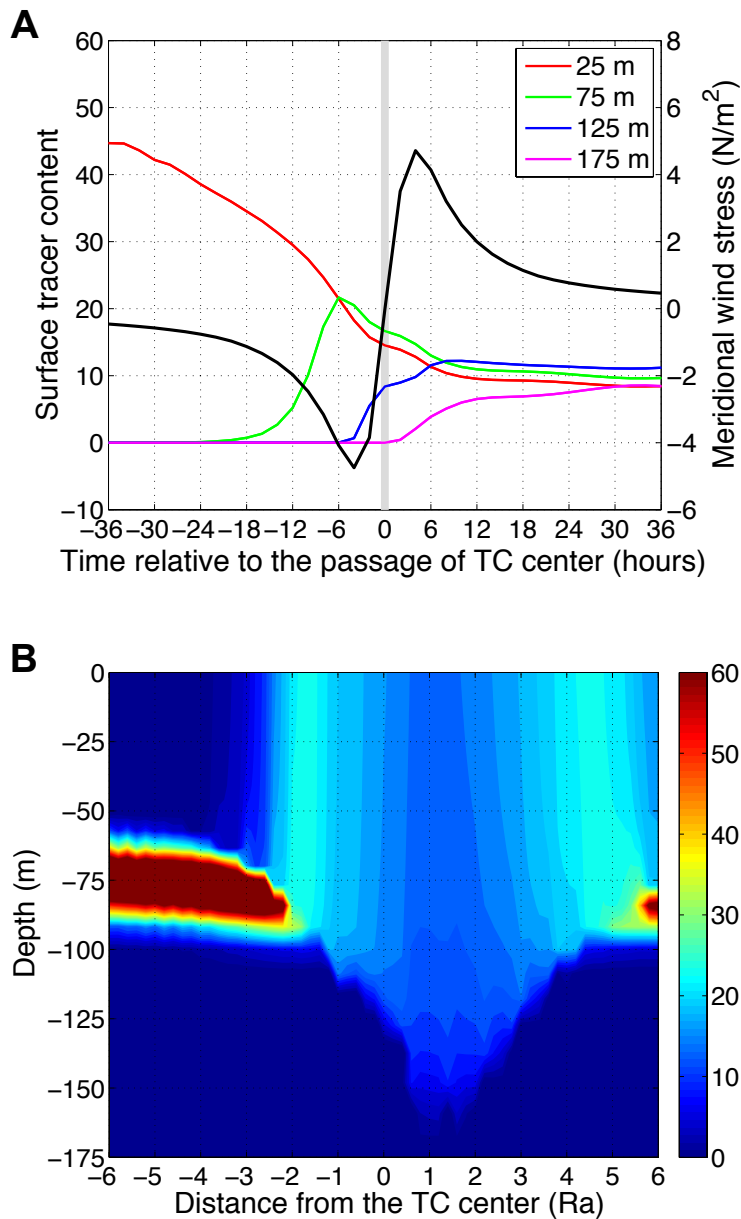 A
60
50
40
30
20
10
0
−10
Surface tracer content
25 m
75 m
125 m
175 m
8
6
4
2
0
−2
−4
−6
Meridional wind stress (N/m²)
−36 −30 −24 −18 −12 −6 0 6 12 18 24 30 36
Time relative to the passage of TC center (hours)
B
0
−25
−50
−75
−100
−125
−150
−175
Depth (m)
60
50
40
30
20
10
0
−6 −5 −4 −3 −2 −1 0 1 2 3 4 5 6
Distance from the TC center (Ra)